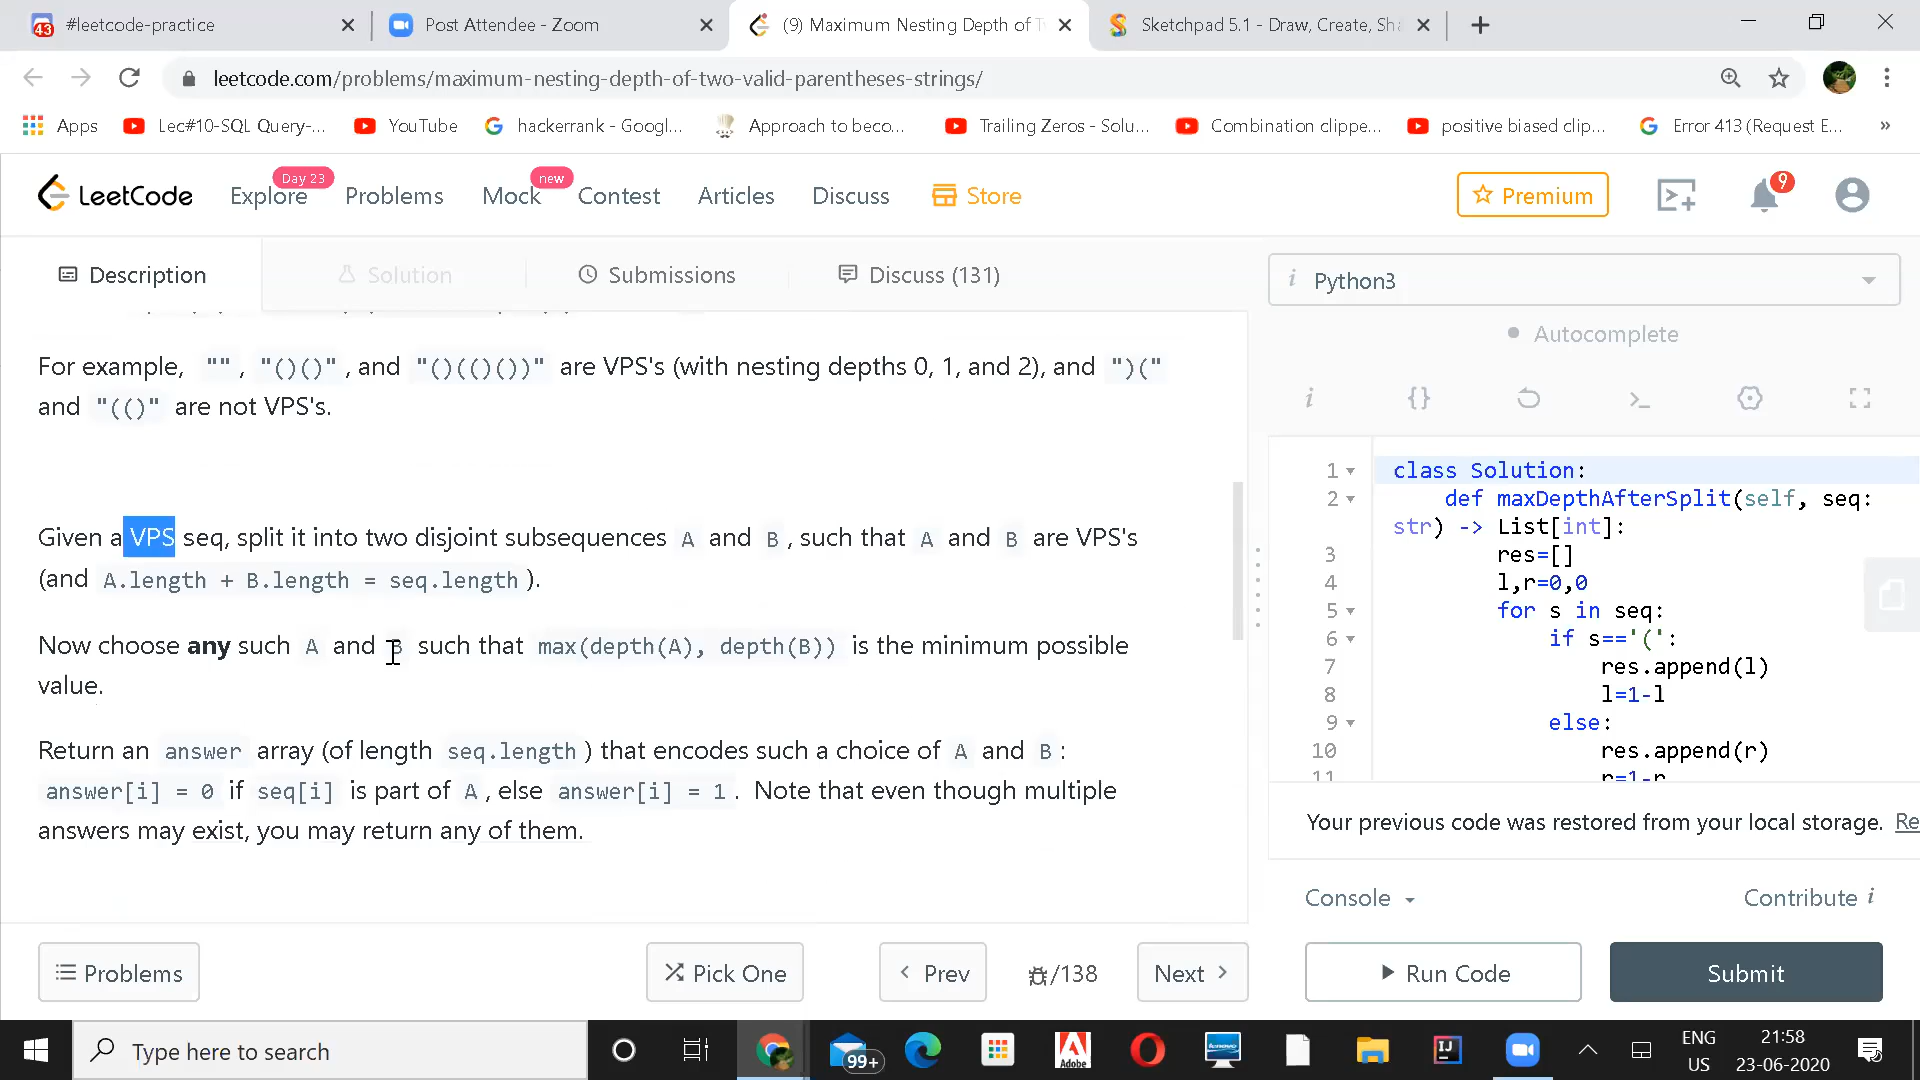 #leetcode-practice
Post Attendee - Zoom
(9) Maximum Nesting Depth of T
Sketchpad 5.1 - Draw, Create, Sha
leetcode.com/problems/maximum-nesting-depth-of-two-valid-parentheses-strings/
Apps
Lec#10-SQL Query-...
YouTube
hackerrank - Googl...
Approach to beco...
Trailing Zeros - Solu...
Combination clippe...
positive biased clip...
Error 413 (Request E...
»
LeetCode
Explore
Day 23
Problems
Mock
new
Contest
Articles
Discuss
Store
Premium
9
Description
Solution
Submissions
Discuss (131)
Python3
Autocomplete
For example, "", "()()", and "()(()())" are VPS's (with nesting depths 0, 1, and 2), and ")("
and "(()" are not VPS's.
Given a VPS seq, split it into two disjoint subsequences A and B, such that A and B are VPS's
(and A.length + B.length = seq.length).
Now choose any such A and B such that max(depth(A), depth(B)) is the minimum possible
value.
Return an answer array (of length seq.length) that encodes such a choice of A and B:
answer[i] = 0 if seq[i] is part of A, else answer[i] = 1. Note that even though multiple
answers may exist, you may return any of them.
1 class Solution:
2 def maxDepthAfterSplit(self, seq:
str) -> List[int]:
3 res=[]
4 l,r=0,0
5 for s in seq:
6 if s=='(':
7 res.append(l)
8 l=1-l
9 else:
10 res.append(r)
11 r=1-r
Your previous code was restored from your local storage. Re
Console
Contribute i
Problems
Pick One
Prev
/138
Next
Run Code
Submit
Type here to search
99+
Adobe
lenovo
IJ
ENG
US
21:58
23-06-2020
43